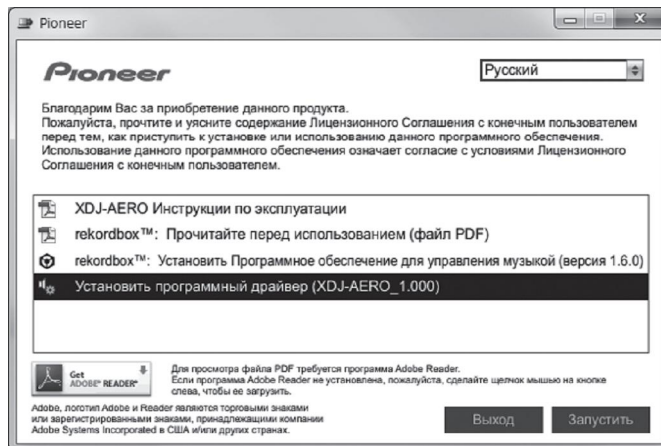 Pioneer
Pioneer
Русский
Благодарим Вас за приобретение данного продукта.
Пожалуйста, прочтите и уясните содержание Лицензионного Соглашения с конечным пользователем
перед тем, как приступить к установке или использованию данного программного обеспечения.
Использование данного программного обеспечения означает согласие с условиями Лицензионного
Соглашения с конечным пользователем.
XDJ-AERO Инструкции по эксплуатации
rekordbox™: Прочитайте перед использованием (файл PDF)
rekordbox™: Установить Программное обеспечение для управления музыкой (версия 1.6.0)
Установить программный драйвер (XDJ-AERO_1.000)
Get
ADOBE® READER®
Для просмотра файла PDF требуется программа Adobe Reader.
Если программа Adobe Reader не установлена, пожалуйста, сделайте щелчок мышью на кнопке
слева, чтобы ее загрузить.
Adobe, логотип Adobe и Reader являются торговыми знаками
или зарегистрированными знаками, принадлежащими компании
Adobe Systems Incorporated в США и/или других странах.
Выход
Запустить